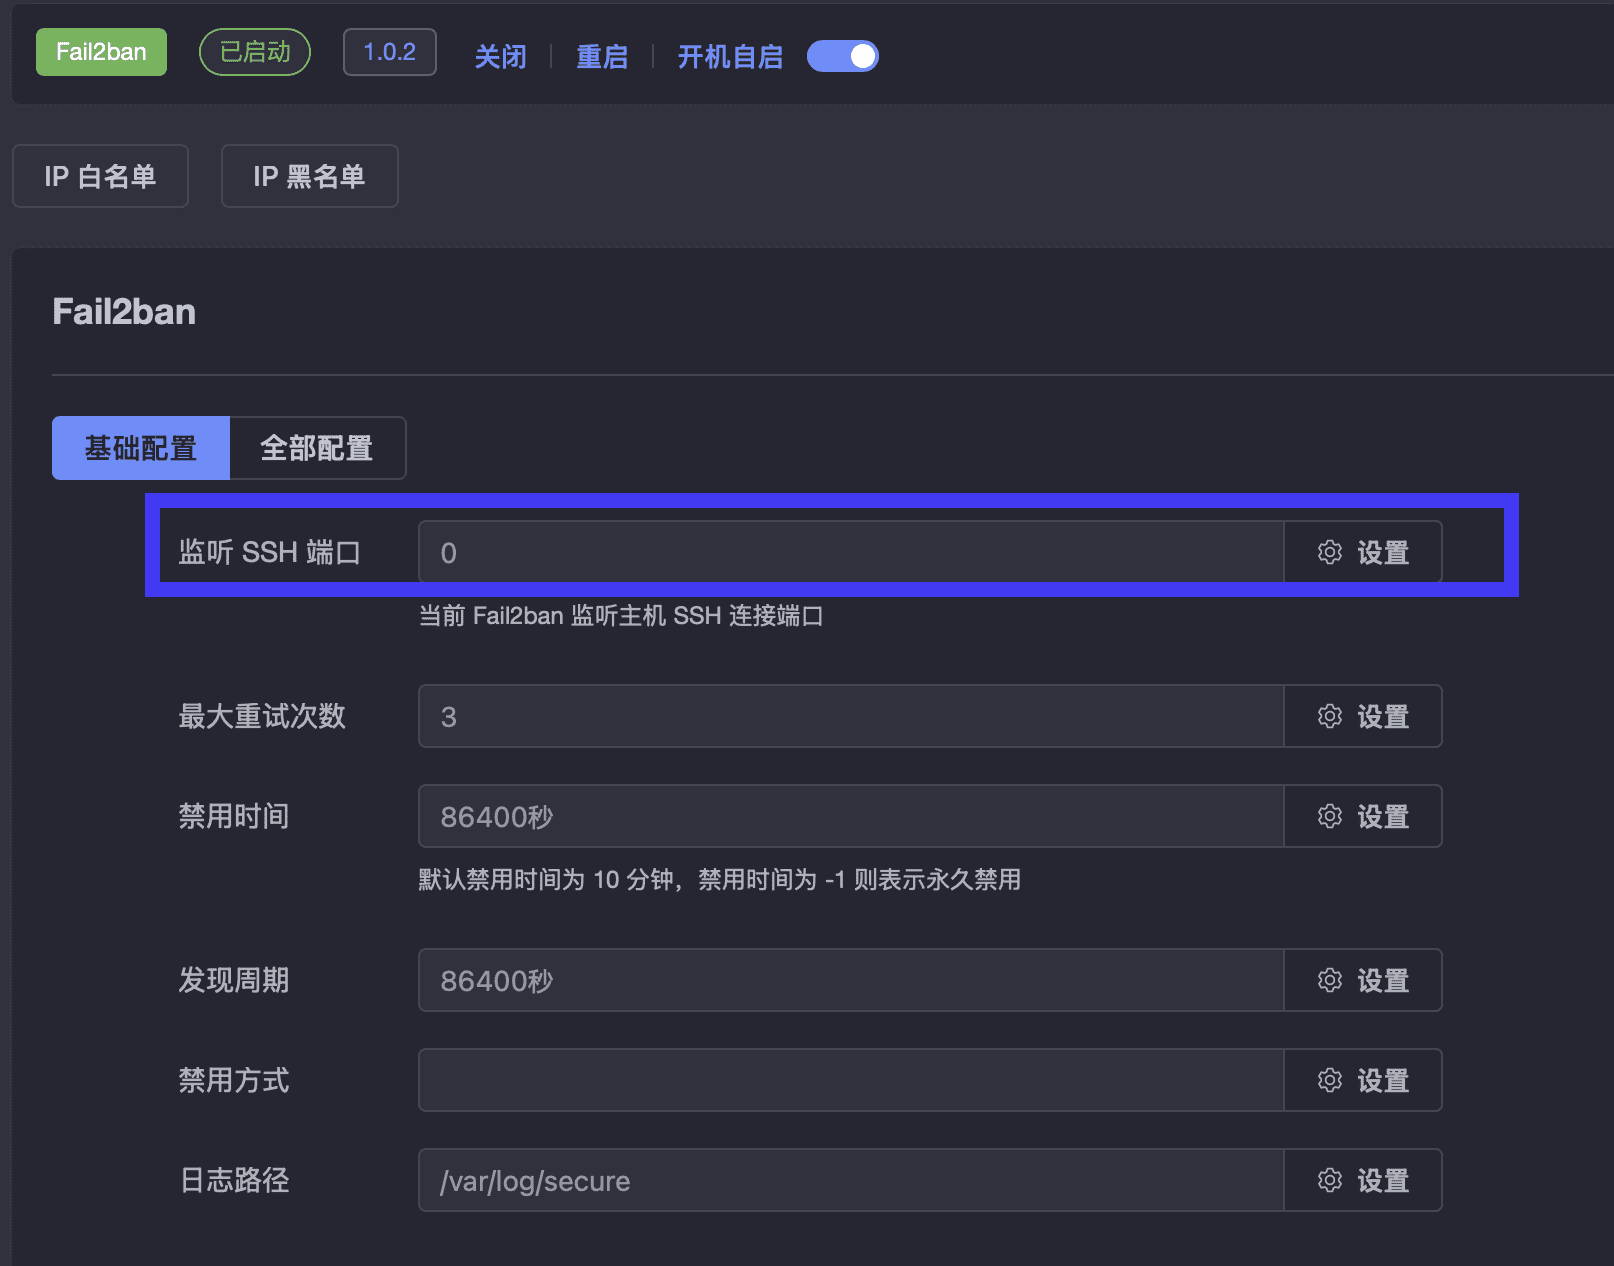 Fail2ban 已启动 1.0.2 关闭 重启 开机自启
IP 白名单 IP 黑名单
Fail2ban
基础配置 全部配置
监听 SSH 端口 0 设置
当前 Fail2ban 监听主机 SSH 连接端口
最大重试次数 3 设置
禁用时间 86400秒 设置
默认禁用时间为 10 分钟，禁用时间为 -1 则表示永久禁用
发现周期 86400秒 设置
禁用方式 设置
日志路径 /var/log/secure 设置